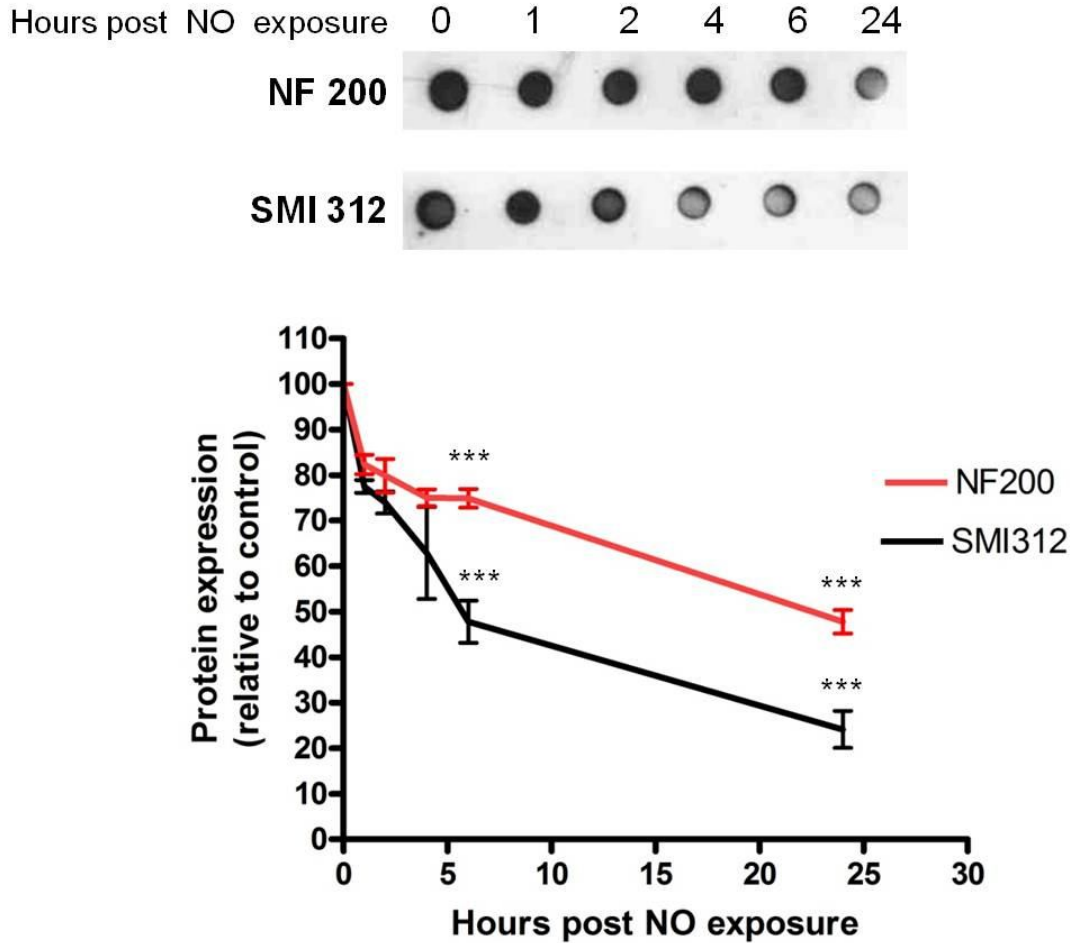 Hours post NO exposure 0 1 2 4 6 24
NF 200
SMI 312
110
100
90
80
70
60
50
40
30
20
10
0
Protein expression
(relative to control)
***
***
***
***
NF200
SMI312
0 5 10 15 20 25 30
Hours post NO exposure